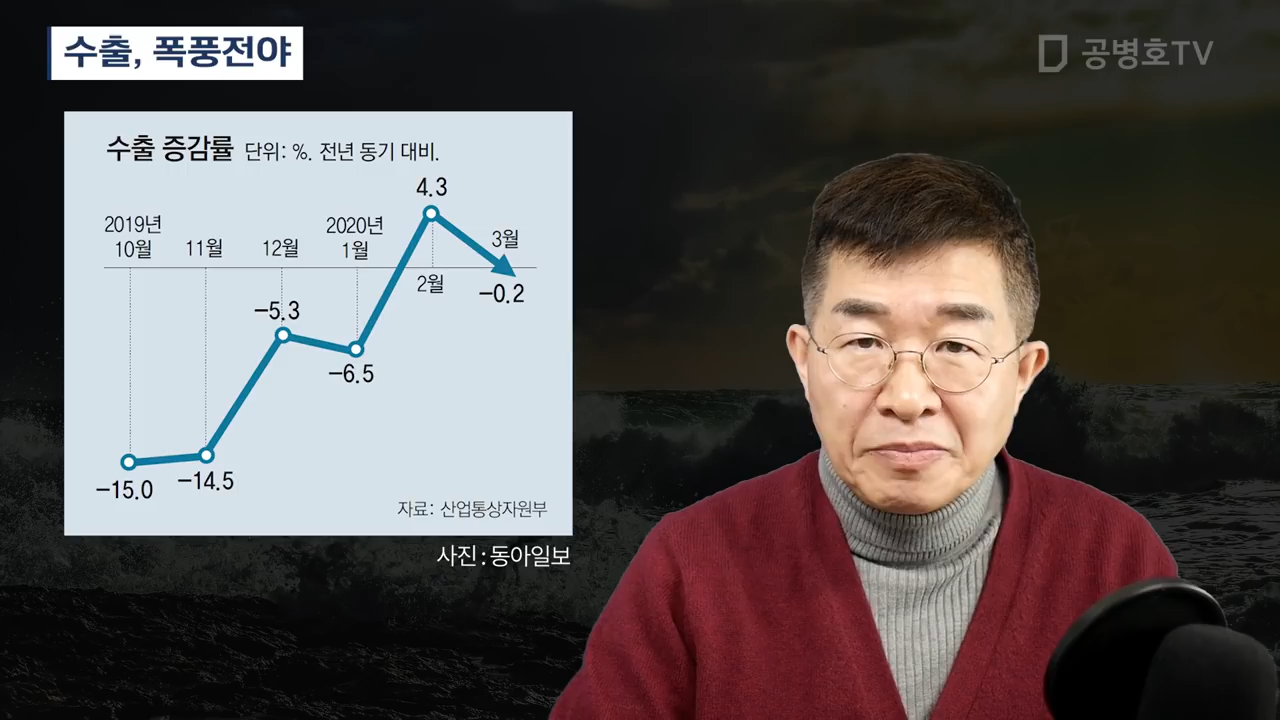 수출, 폭풍전야
공병호TV
수출 증감률 단위: %. 전년 동기 대비.
4.3
2019년
10월
11월
12월
2020년
1월
3월
2월
−0.2
−5.3
−6.5
−15.0
−14.5
자료: 산업통상자원부
사진 : 동아일보